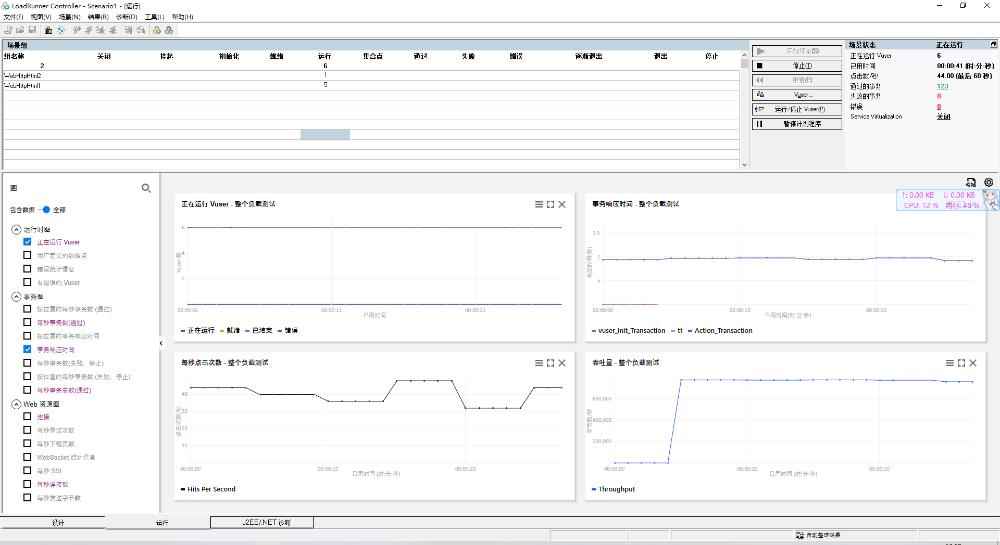 LoadRunner Controller - Scenario1 - [运行]
文件(F) 视图(V) 场景(N) 结果(R) 诊断(D) 工具(L) 帮助(H)
场景组
组名称 关闭 挂起 初始化 就绪 运行 集合点 通过 失败 错误 逐渐退出 退出 停止
2 6
WebHttpHtml2 1
WebHttpHtml1 5
开始场景(S)
停止(T)
重置(E)
Vuser...
运行/停止 Vuser(P)...
暂停计划程序
场景状态 正在运行
正在运行 Vuser 6
已用时间 00:00:41 (时:分:秒)
点击数/秒 44.00 (最后 60 秒)
通过的事务 123
失败的事务 0
错误 0
Service Virtualization 关闭
↑: 0.00 KB ↓: 0.00 KB
CPU: 12 % 内存: 48 %
图
包含数据 全部
运行时图
正在运行 Vuser
用户定义的数据点
错误统计信息
有错误的 Vuser
事务图
按位置的每秒事务数 (通过)
每秒事务数(通过)
按位置的事务响应时间
事务响应时间
每秒事务数(失败, 停止)
按位置的每秒事务数 (失败, 停止)
每秒事务总数(通过)
Web 资源图
连接
每秒重试次数
每秒下载页数
WebSocket 统计信息
每秒 SSL
每秒连接数
每秒发送字节数
正在运行 Vuser - 整个负载测试
Vuser 数
6
4
2
00:00:01 00:00:11 00:00:21
已用时间
正在运行 就绪 已结束 错误
事务响应时间 - 整个负载测试
响应时间(秒)
1.5
1
.5
00:00:00 00:00:10 00:00:20
已用时间(时:分:秒)
vuser_init_Transaction t1 Action_Transaction
每秒点击次数 - 整个负载测试
点击次数/秒
40
30
20
10
00:00:00 00:00:10 00:00:20
已用时间 (时:分:秒)
Hits Per Second
吞吐量 - 整个负载测试
字节数/秒
600,000
400,000
200,000
00:00:00 00:00:10 00:00:20
已用时间 (时:分:秒)
Throughput
设计 运行 J2EE/.NET 诊断
自动整理结果